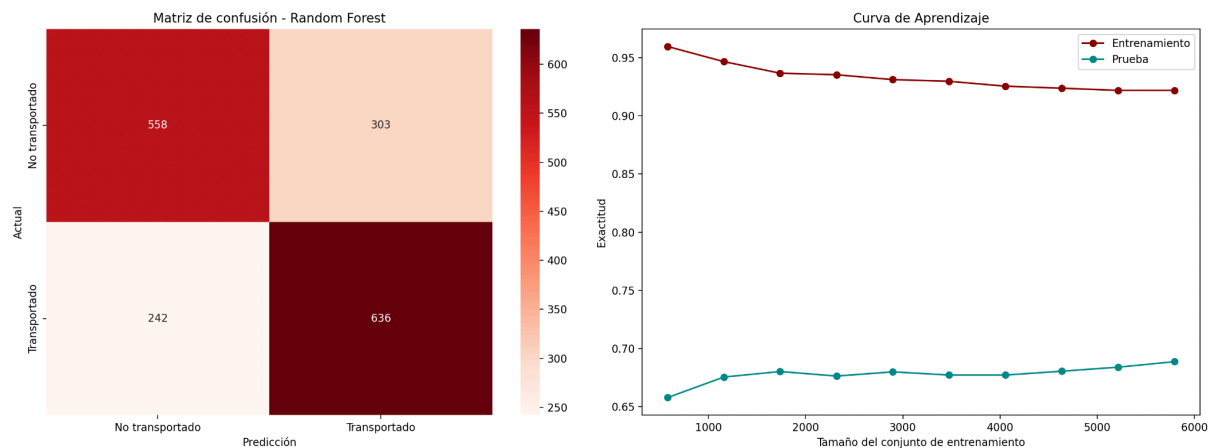 Matriz de confusión - Random Forest
No transportado
Transportado
Actual
558
303
242
636
No transportado
Transportado
Predicción
600
550
500
450
400
350
300
250
Curva de Aprendizaje
Entrenamiento
Prueba
Exactitud
0.95
0.90
0.85
0.80
0.75
0.70
0.65
1000
2000
3000
4000
5000
6000
Tamaño del conjunto de entrenamiento